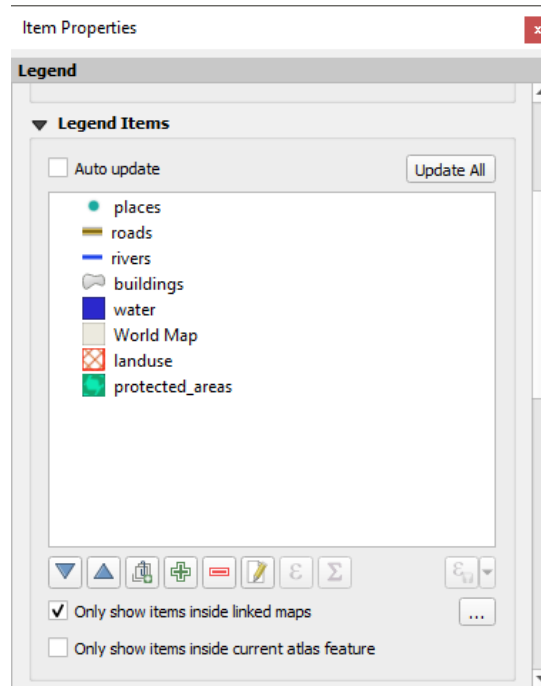 Item Properties
x
Legend
Legend Items
Auto update
Update All
places
roads
rivers
buildings
water
World Map
landuse
protected_areas
ε Σ ε
Only show items inside linked maps
...
Only show items inside current atlas feature